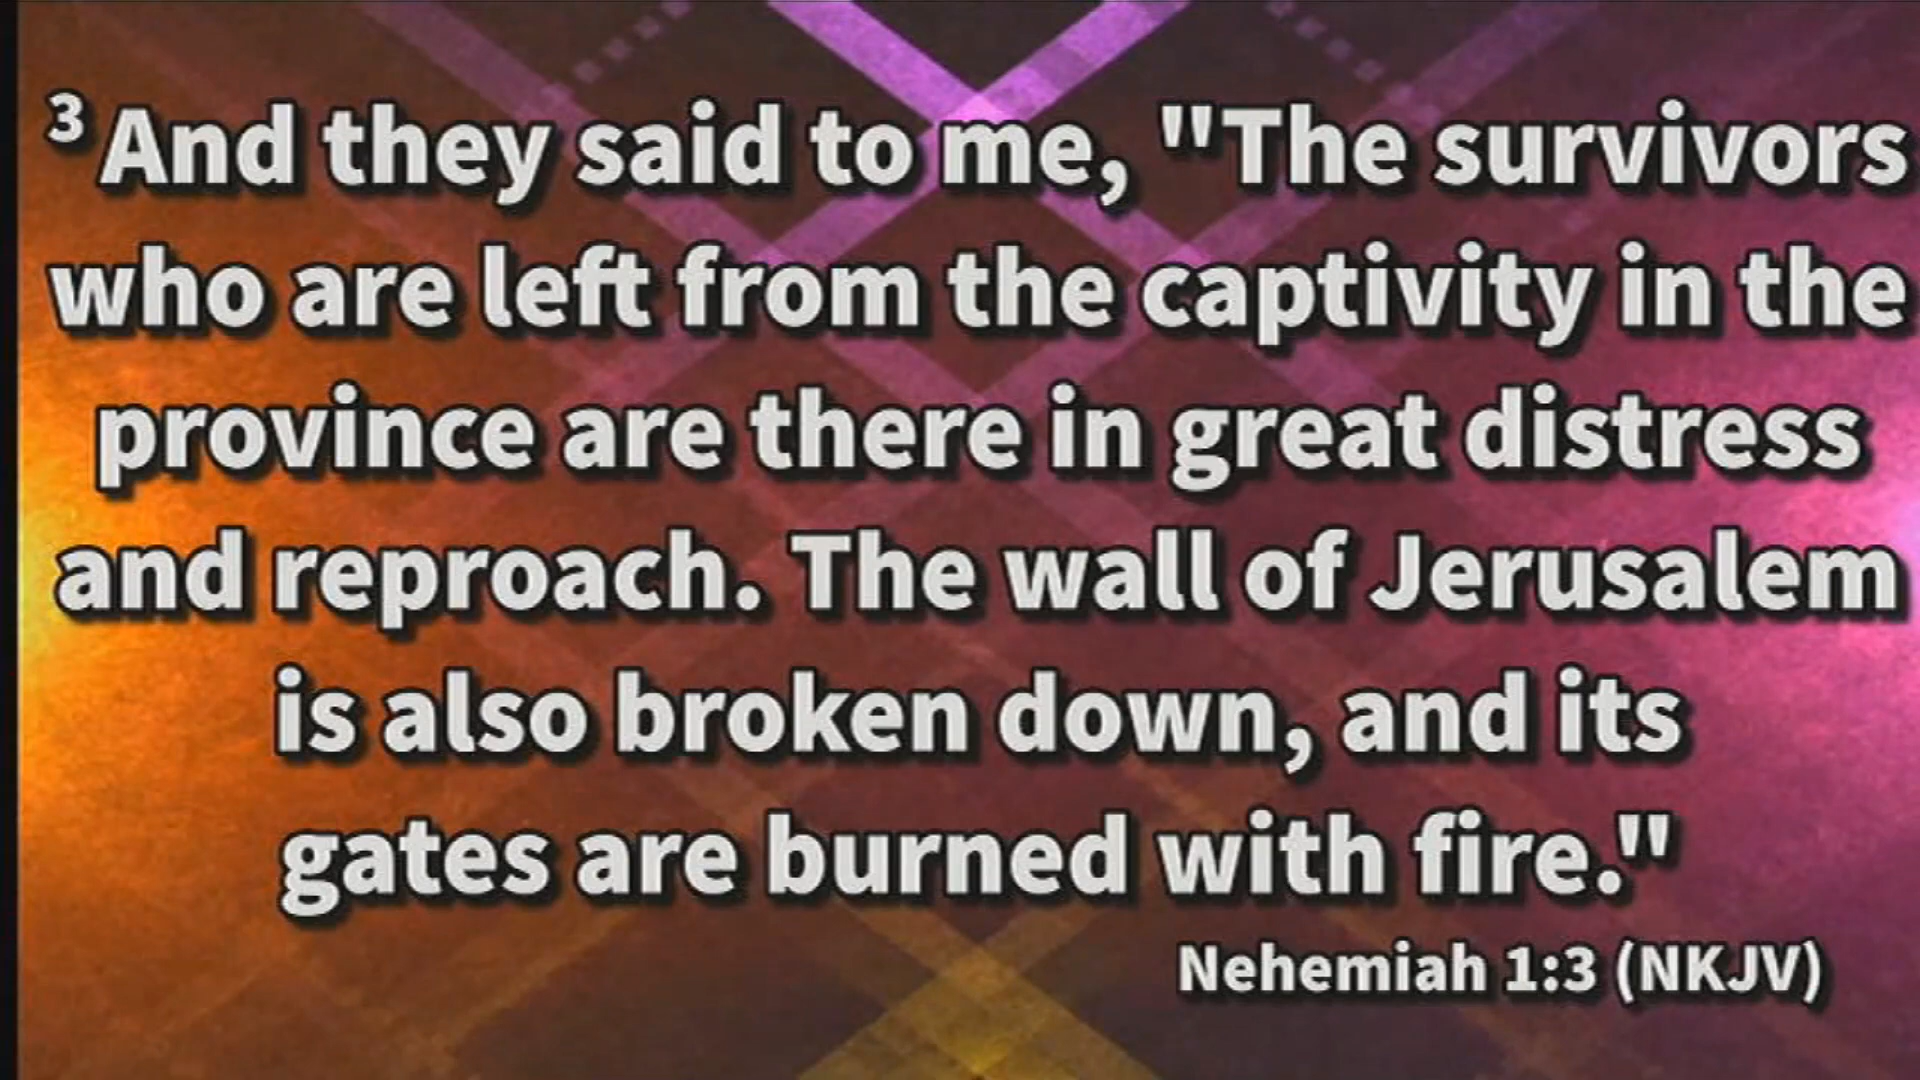 ³ And they said to me, "The survivors
who are left from the captivity in the
province are there in great distress
and reproach. The wall of Jerusalem
is also broken down, and its
gates are burned with fire."
Nehemiah 1:3 (NKJV)